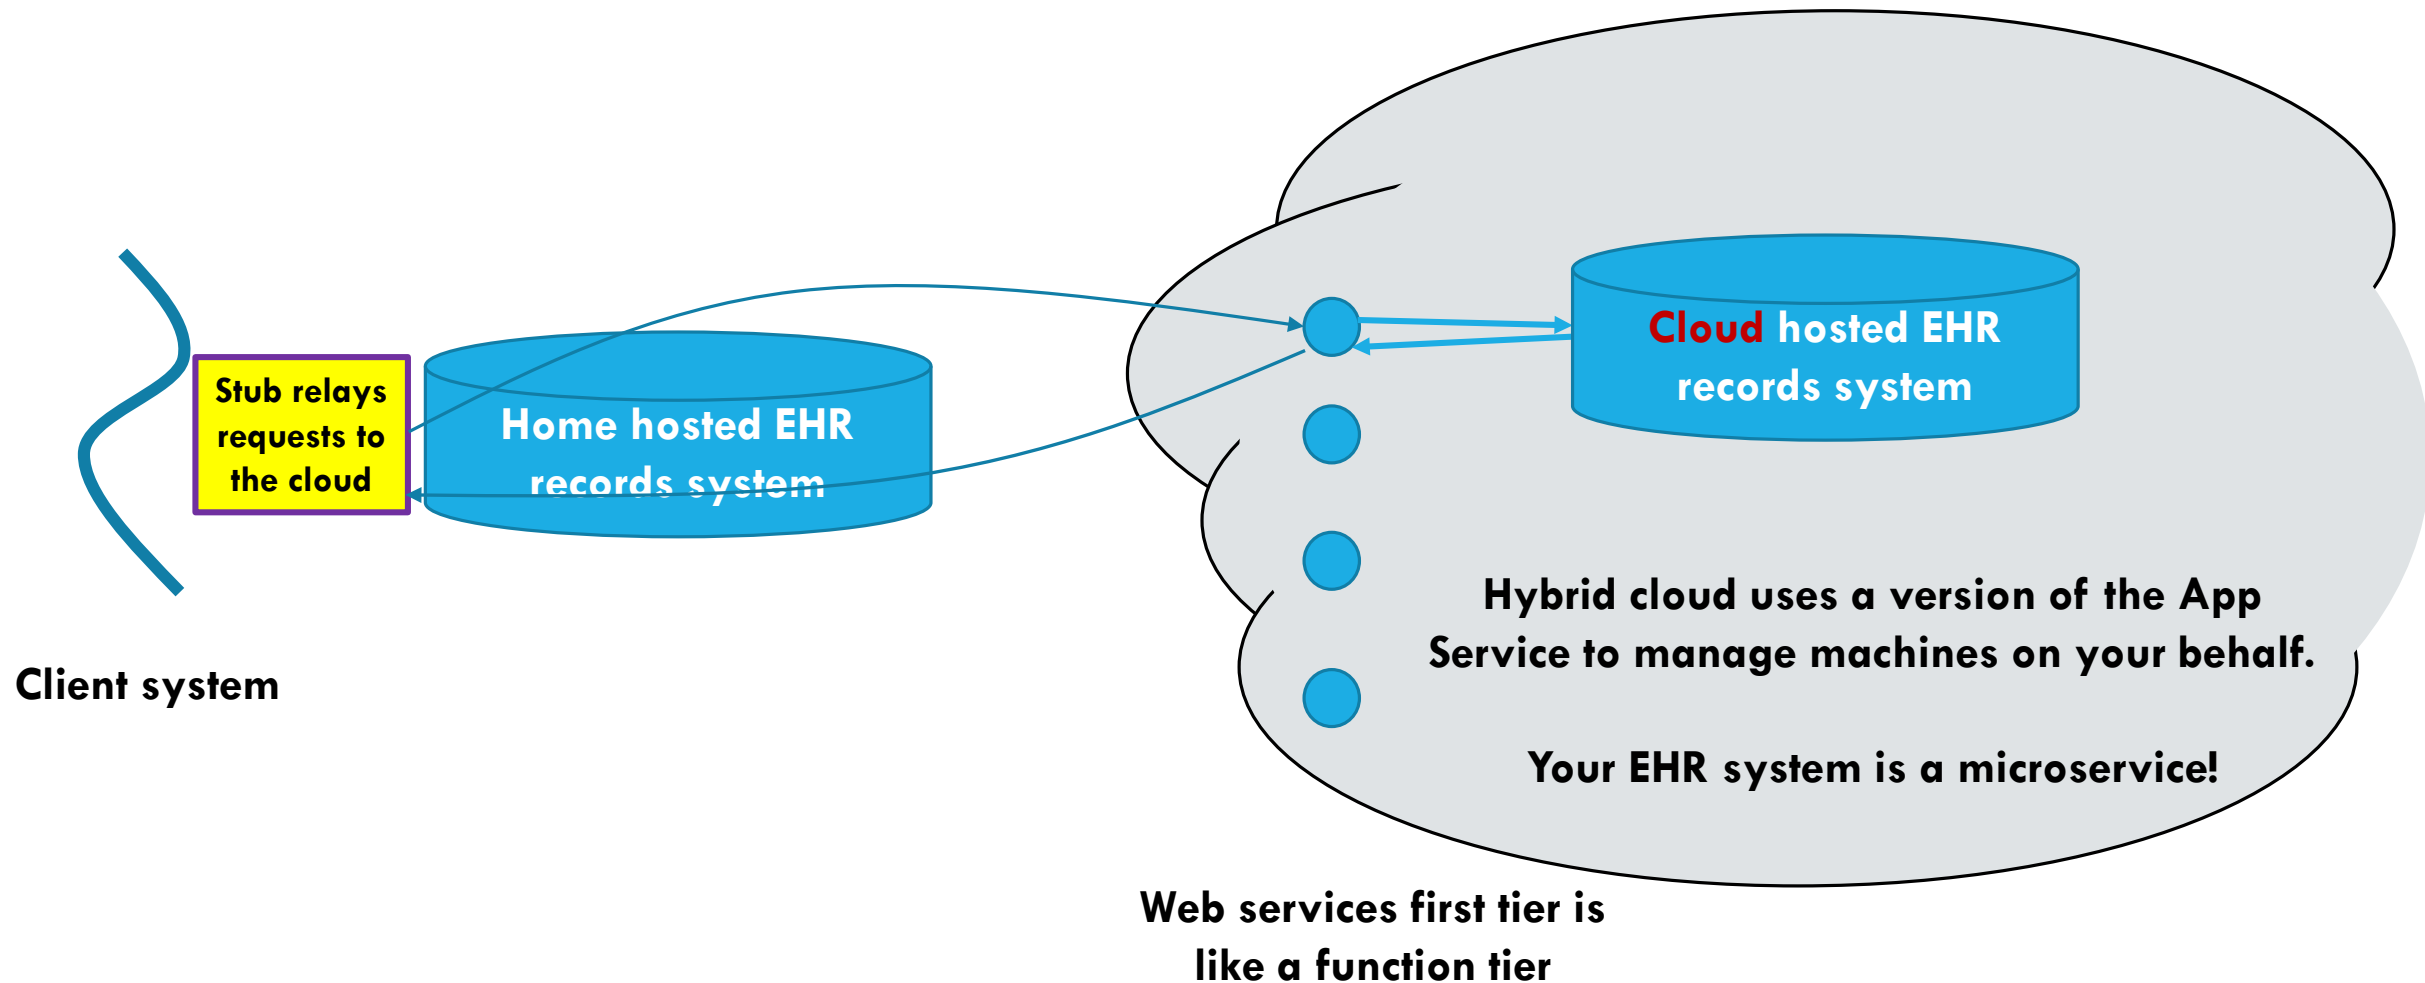 Stub relays
requests to
the cloud
Home hosted EHR
records system
Client system
Cloud hosted EHR
records system
Hybrid cloud uses a version of the App
Service to manage machines on your behalf.
Your EHR system is a microservice!
Web services first tier is
like a function tier